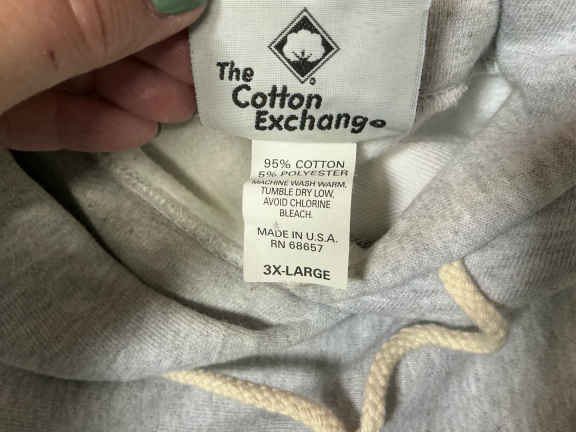 The
Cotton
Exchange
95% COTTON
5% POLYESTER
MACHINE WASH WARM,
TUMBLE DRY LOW,
AVOID CHLORINE
BLEACH.
MADE IN U.S.A.
RN 68657
3X-LARGE